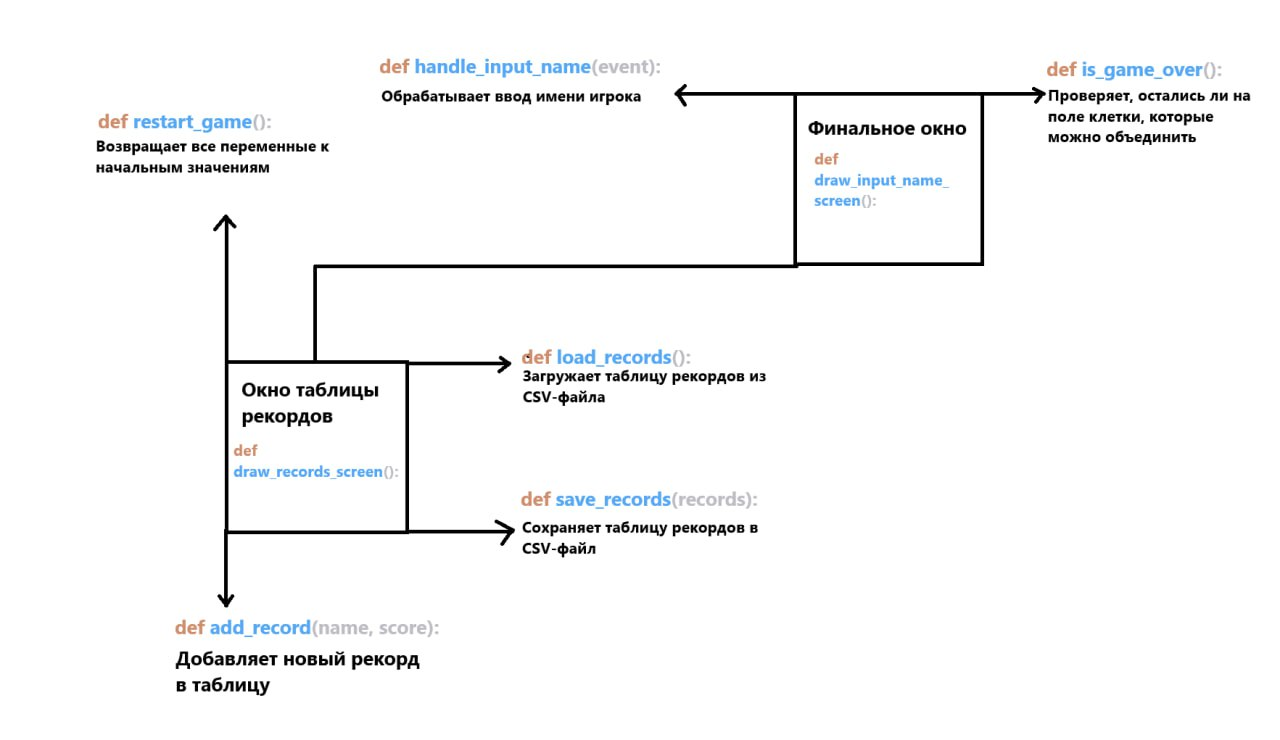 def handle_input_name(event):
Обрабатывает ввод имени игрока
def is_game_over():
Проверяет, остались ли на
поле клетки, которые
можно объединить
def restart_game():
Возвращает все переменные к
начальным значениям
Финальное окно
def
draw_input_name_
screen():
def load_records():
Загружает таблицу рекордов из
CSV-файла
Окно таблицы
рекордов
def
draw_records_screen():
def save_records(records):
Сохраняет таблицу рекордов в
CSV-файл
def add_record(name, score):
Добавляет новый рекорд
в таблицу